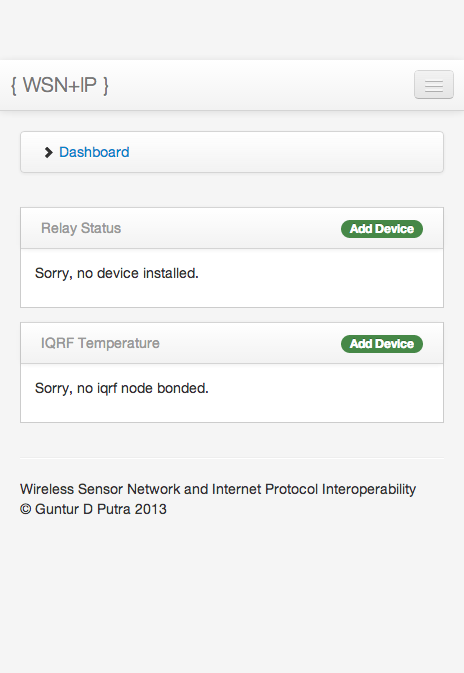 { WSN+IP }
Dashboard
Relay Status Add Device
Sorry, no device installed.
IQRF Temperature Add Device
Sorry, no iqrf node bonded.
Wireless Sensor Network and Internet Protocol Interoperability
© Guntur D Putra 2013